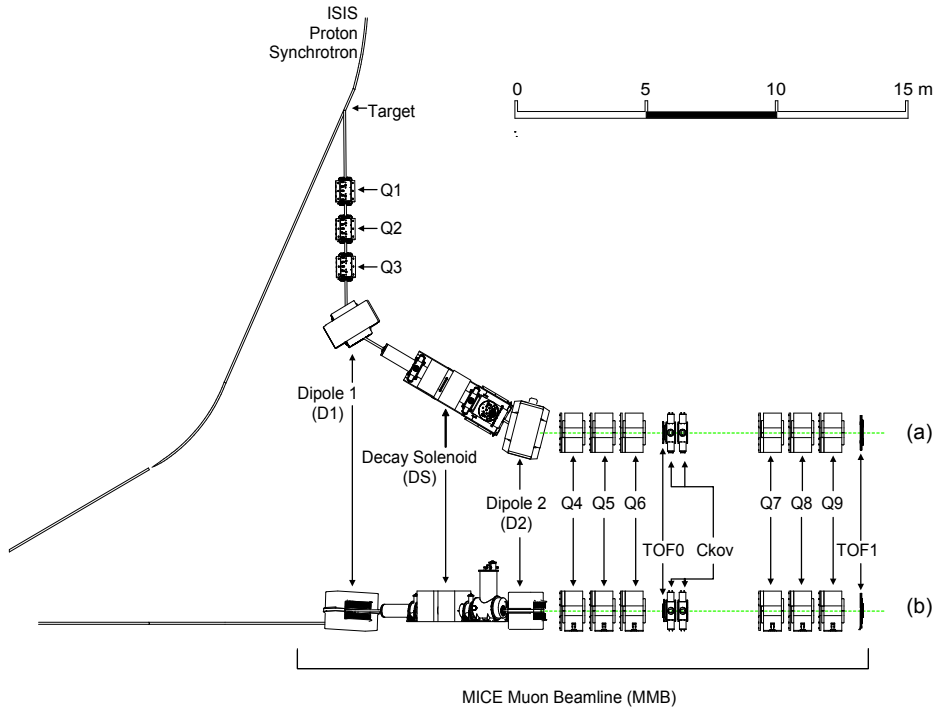 ISIS
Proton
Synchrotron
0 5 10 15 m
Target
Q1
Q2
Q3
Dipole 1
(D1)
Decay Solenoid
(DS)
Dipole 2
(D2)
(a)
Q4 Q5 Q6 Q7 Q8 Q9
TOF0 Ckov TOF1
(b)
MICE Muon Beamline (MMB)